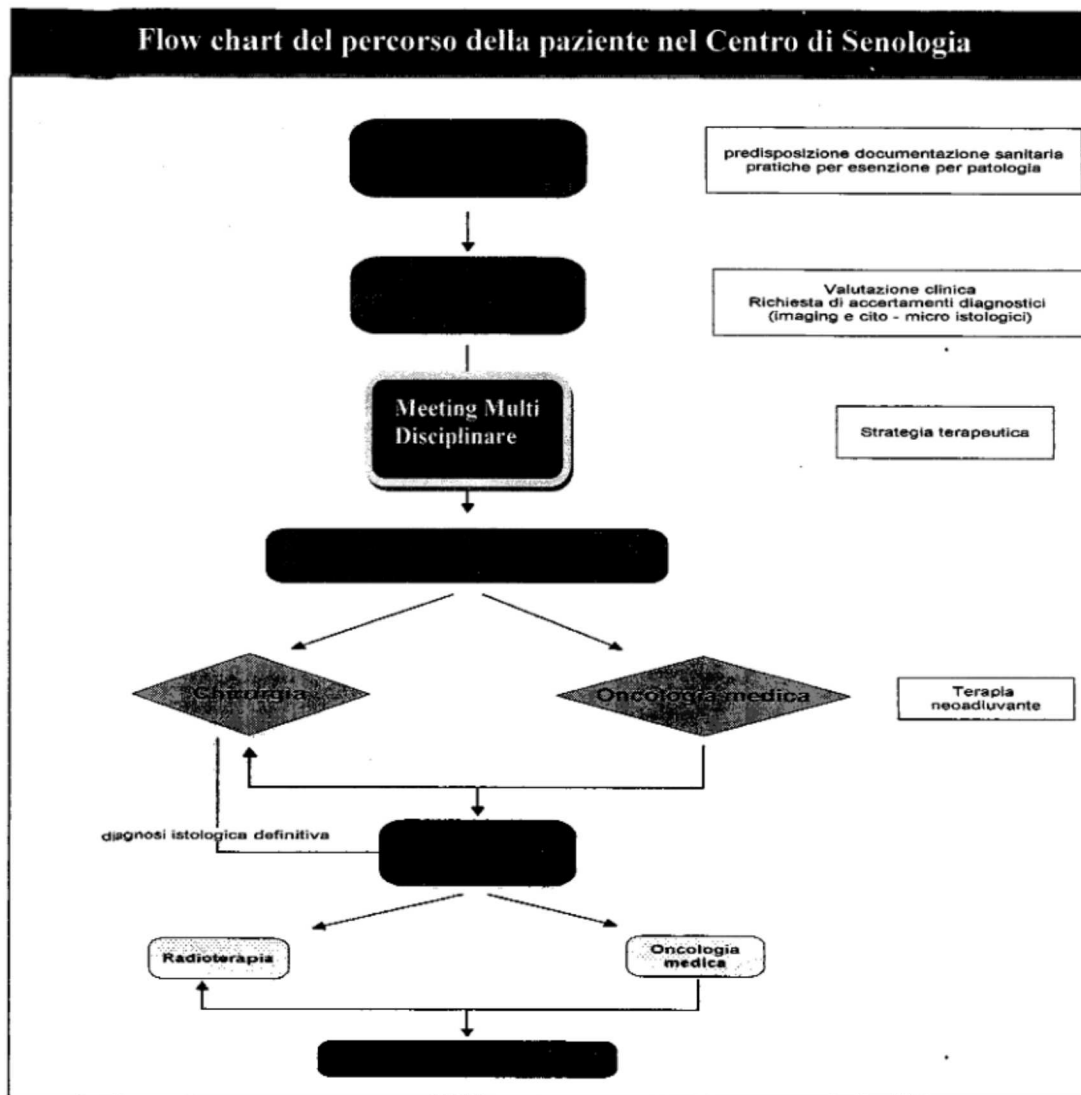 Flow chart del percorso della paziente nel Centro di Senologia
predisposizione documentazione sanitaria
pratiche per esenzione per patologia
Valutazione clinica
Richiesta di accertamenti diagnostici
(imaging e cito - micro istologici)
Meeting Multi
Disciplinare
Strategia terapeutica
Chirurgia
Oncologia medica
Terapia
neoadiuvante
diagnosi istologica definitiva
Radioterapia
Oncologia
medica